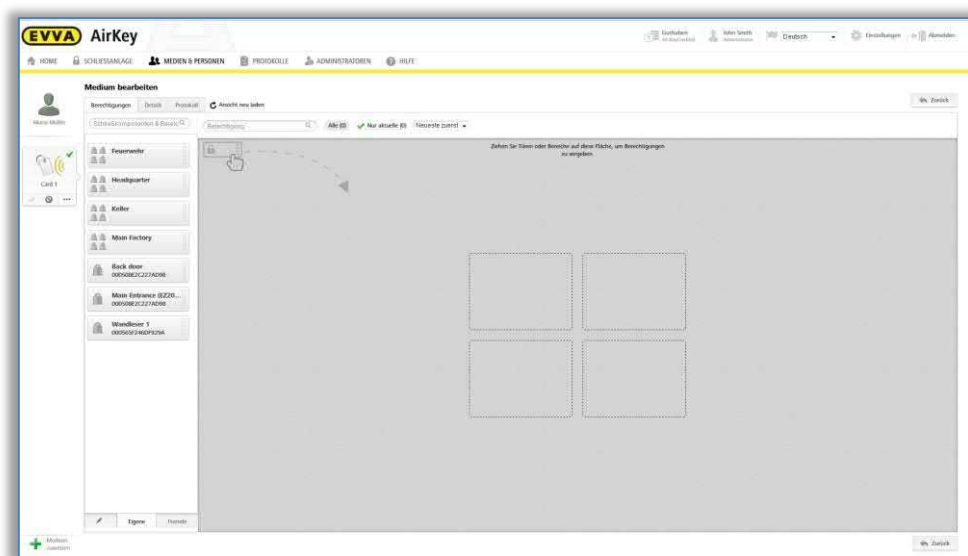 EVVA AirKey
Guthaben
John Smith
Deutsch
Einstellungen
Abmelden
HOME
SCHLIESSANLAGE
MEDIEN & PERSONEN
PROTOKOLLE
ADMINISTRATOREN
HILFE
Medium bearbeiten
Berechtigungen
Details
Protokoll
Ansicht neu laden
Zurück
Berechtigung
Alle (0)
Nur aktuelle (0)
Neueste zuerst
Card 1
Feuerwehr
Headquarter
Keller
Main Factory
Back door
000508E2C227AD98
Main Entrance (EZ20...
000508E2C227AD98
Wandleser 1
Ziehen Sie Türen oder Bereiche auf diese Fläche, um Berechtigungen
zu vergeben.
Eigene
Fremde
Medium
zuweisen
Zurück